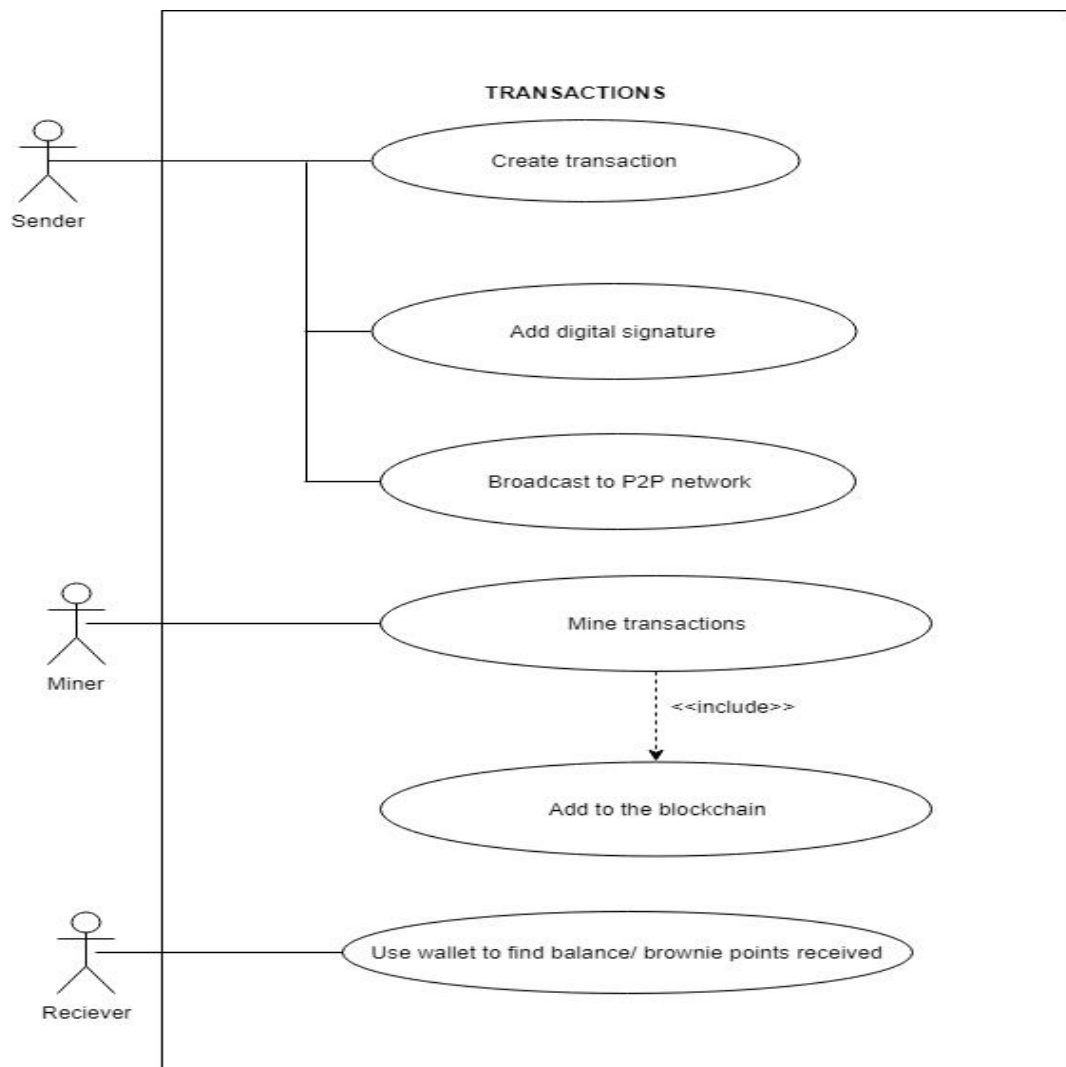 TRANSACTIONS
Create transaction
Sender
Add digital signature
Broadcast to P2P network
Mine transactions
Miner
<<include>>
Add to the blockchain
Use wallet to find balance/ brownie points received
Reciever